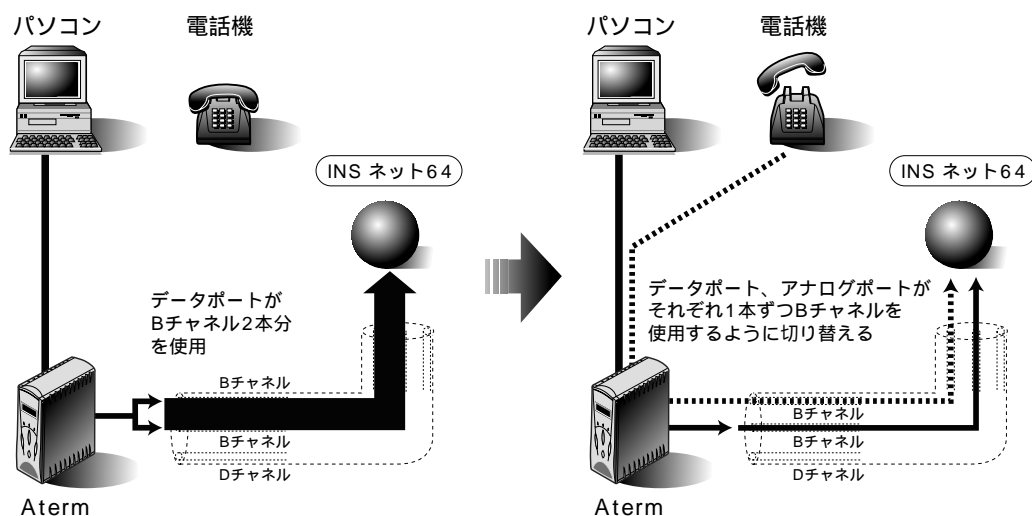 パソコン
電話機
INS ネット64
データポートが
Bチャネル2本分
を使用
Bチャネル
Bチャネル
Dチャネル
Aterm
パソコン
電話機
INS ネット64
データポート、アナログポートが
それぞれ1本ずつBチャネルを
使用するように切り替える
Bチャネル
Bチャネル
Dチャネル
Aterm